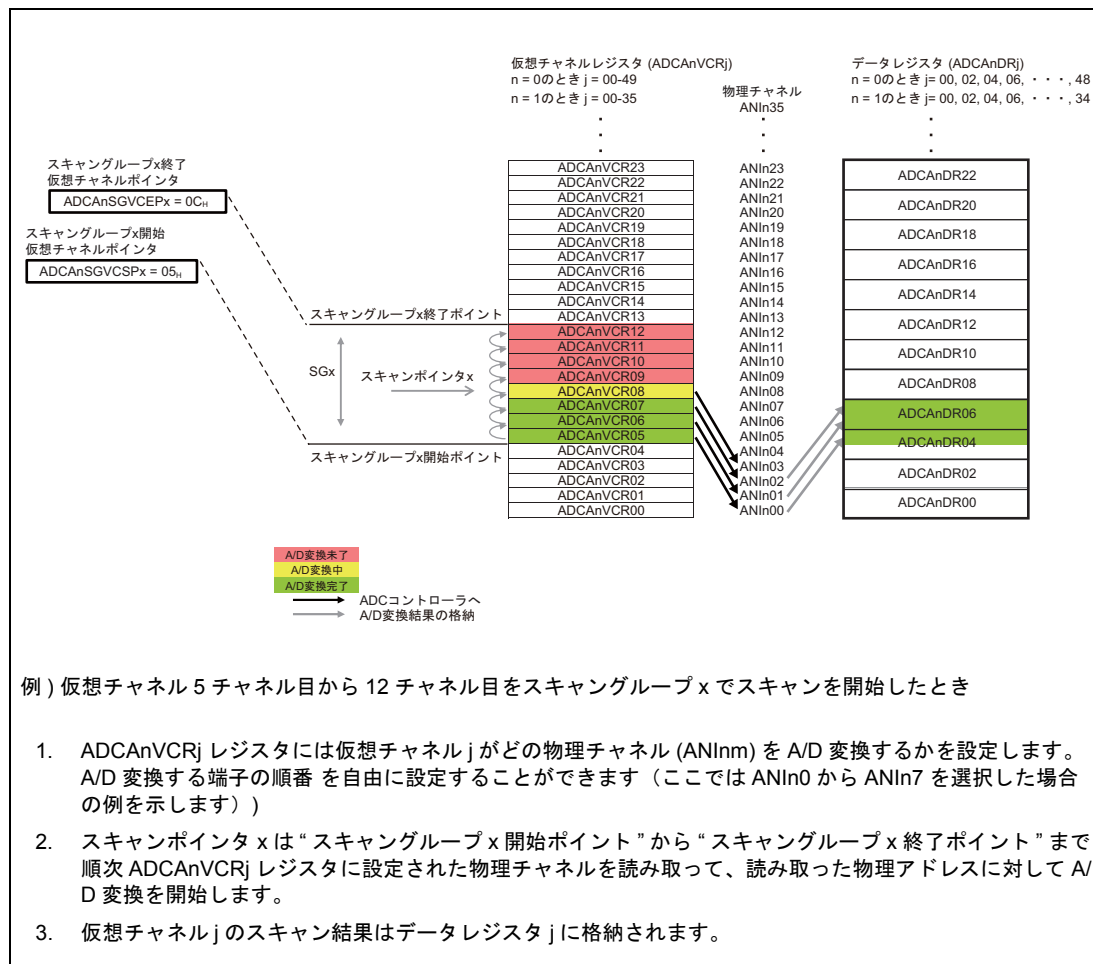 仮想チャネルレジスタ (ADCAnVCRj)
n = 0のとき j = 00-49
n = 1のとき j = 00-35
物理チャネル
ANIn35
データレジスタ (ADCAnDRj)
n = 0のとき j= 00, 02, 04, 06, ・・・, 48
n = 1のとき j= 00, 02, 04, 06, ・・・, 34
スキャングループx終了
仮想チャネルポインタ
ADCAnSGVCEPx = 0CH
スキャングループx開始
仮想チャネルポインタ
ADCAnSGVCSPx = 05H
スキャングループx終了ポイント
SGx
スキャンポインタx
スキャングループx開始ポイント
ADCAnVCR23
ADCAnVCR22
ADCAnVCR21
ADCAnVCR20
ADCAnVCR19
ADCAnVCR18
ADCAnVCR17
ADCAnVCR16
ADCAnVCR15
ADCAnVCR14
ADCAnVCR13
ADCAnVCR12
ADCAnVCR11
ADCAnVCR10
ADCAnVCR09
ADCAnVCR08
ADCAnVCR07
ADCAnVCR06
ADCAnVCR05
ADCAnVCR04
ADCAnVCR03
ADCAnVCR02
ADCAnVCR01
ADCAnVCR00
ANIn23
ANIn22
ANIn21
ANIn20
ANIn19
ANIn18
ANIn17
ANIn16
ANIn15
ANIn14
ANIn13
ANIn12
ANIn11
ANIn10
ANIn09
ANIn08
ANIn07
ANIn06
ANIn05
ANIn04
ANIn03
ANIn02
ANIn01
ANIn00
ADCAnDR22
ADCAnDR20
ADCAnDR18
ADCAnDR16
ADCAnDR14
ADCAnDR12
ADCAnDR10
ADCAnDR08
ADCAnDR06
ADCAnDR04
ADCAnDR02
ADCAnDR00
A/D変換未了
A/D変換中
A/D変換完了
ADCコントローラへ
A/D変換結果の格納
例 ) 仮想チャネル 5 チャネル目から 12 チャネル目をスキャングループ x でスキャンを開始したとき
1. ADCAnVCRj レジスタには仮想チャネル j がどの物理チャネル (ANInm) を A/D 変換するかを設定します。
A/D 変換する端子の順番 を自由に設定することができます（ここでは ANIn0 から ANIn7 を選択した場合
の例を示します）)
2. スキャンポインタ x は “ スキャングループ x 開始ポイント ” から “ スキャングループ x 終了ポイント ” まで
順次 ADCAnVCRj レジスタに設定された物理チャネルを読み取って、読み取った物理アドレスに対して A/
D 変換を開始します。
3. 仮想チャネル j のスキャン結果はデータレジスタ j に格納されます。